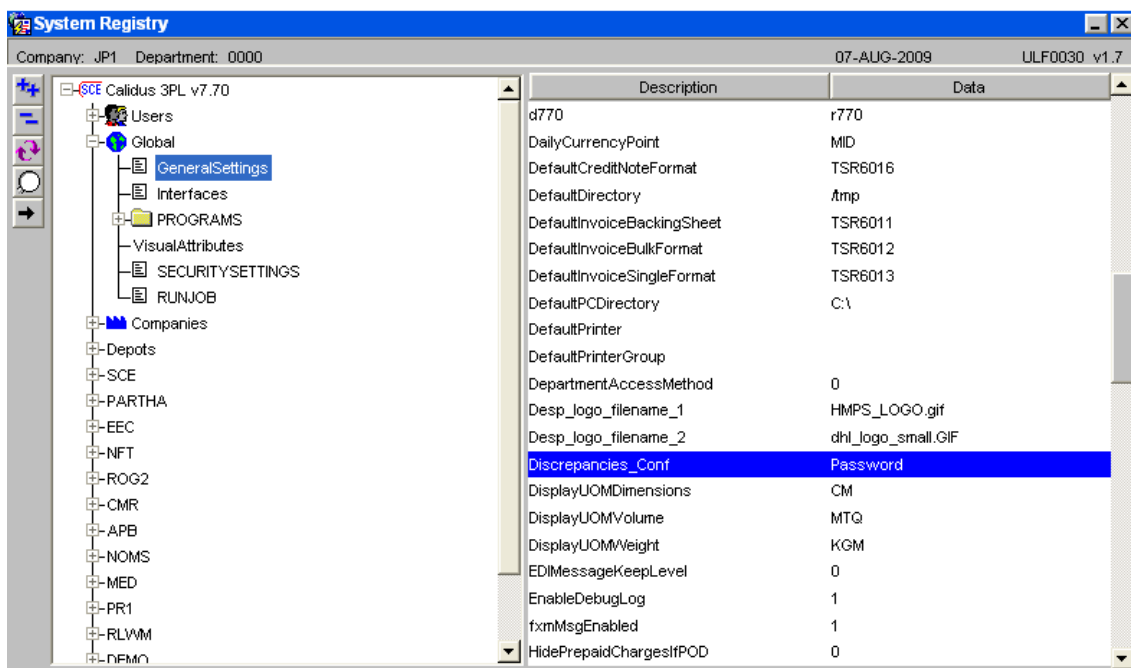 System Registry
Company: JP1 Department: 0000 07-AUG-2009 ULF0030 v1.7
SCE Calidus 3PL v7.70
Users
Global
GeneralSettings
Interfaces
PROGRAMS
VisualAttributes
SECURITYSETTINGS
RUNJOB
Companies
Depots
SCE
PARTHA
EEC
NFT
ROG2
CMR
APB
NOMS
MED
PR1
RLWM
DEMO
Description Data
d770 r770
DailyCurrencyPoint MID
DefaultCreditNoteFormat TSR6016
DefaultDirectory /tmp
DefaultInvoiceBackingSheet TSR6011
DefaultInvoiceBulkFormat TSR6012
DefaultInvoiceSingleFormat TSR6013
DefaultPCDirectory C:\
DefaultPrinter
DefaultPrinterGroup
DepartmentAccessMethod 0
Desp_logo_filename_1 HMPS_LOGO.gif
Desp_logo_filename_2 dhl_logo_small.GIF
Discrepancies_Conf Password
DisplayUOMDimensions CM
DisplayUOMVolume MTQ
DisplayUOMWeight KGM
EDIMessageKeepLevel 0
EnableDebugLog 1
fxmMsgEnabled 1
HidePrepaidChargesIfPOD 0